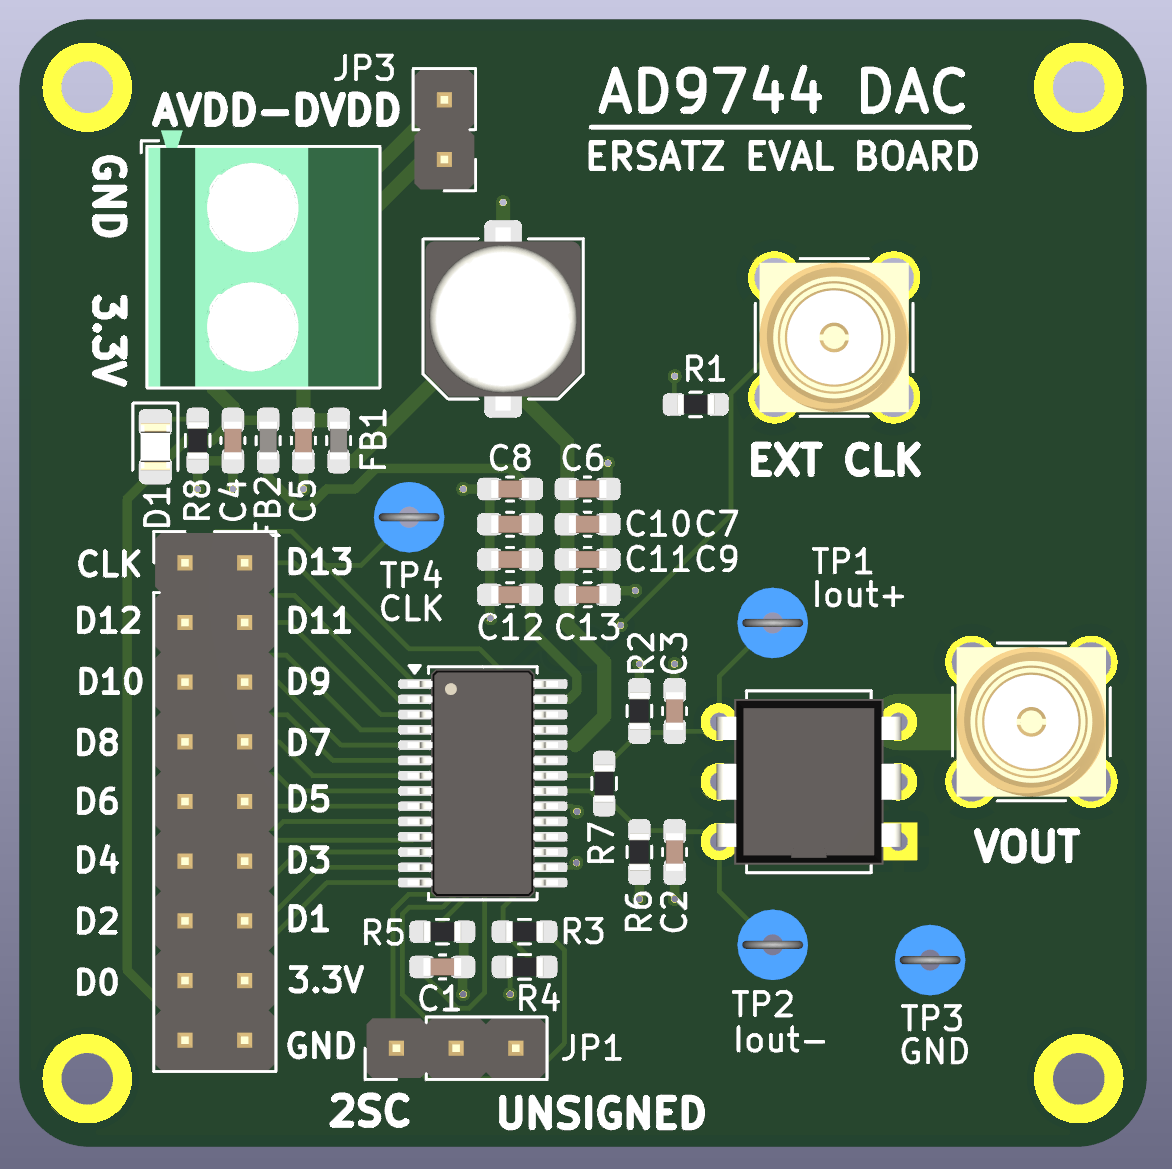 JP3
AVDD-DVDD
AD9744 DAC
ERSATZ EVAL BOARD
GND
3.3V
R1
EXT CLK
D1
R8
C4
FB2
C5
FB1
C8
C6
C10 C7
C11 C9
C12
C13
TP4
CLK
TP1
Iout+
CLK
D13
D12
D11
D10
D9
D8
D7
D6
D5
D4
D3
D2
D1
D0
3.3V
GND
R2
C3
R7
R6
C2
VOUT
R5
R3
C1
R4
TP2
Iout-
TP3
GND
JP1
2SC
UNSIGNED